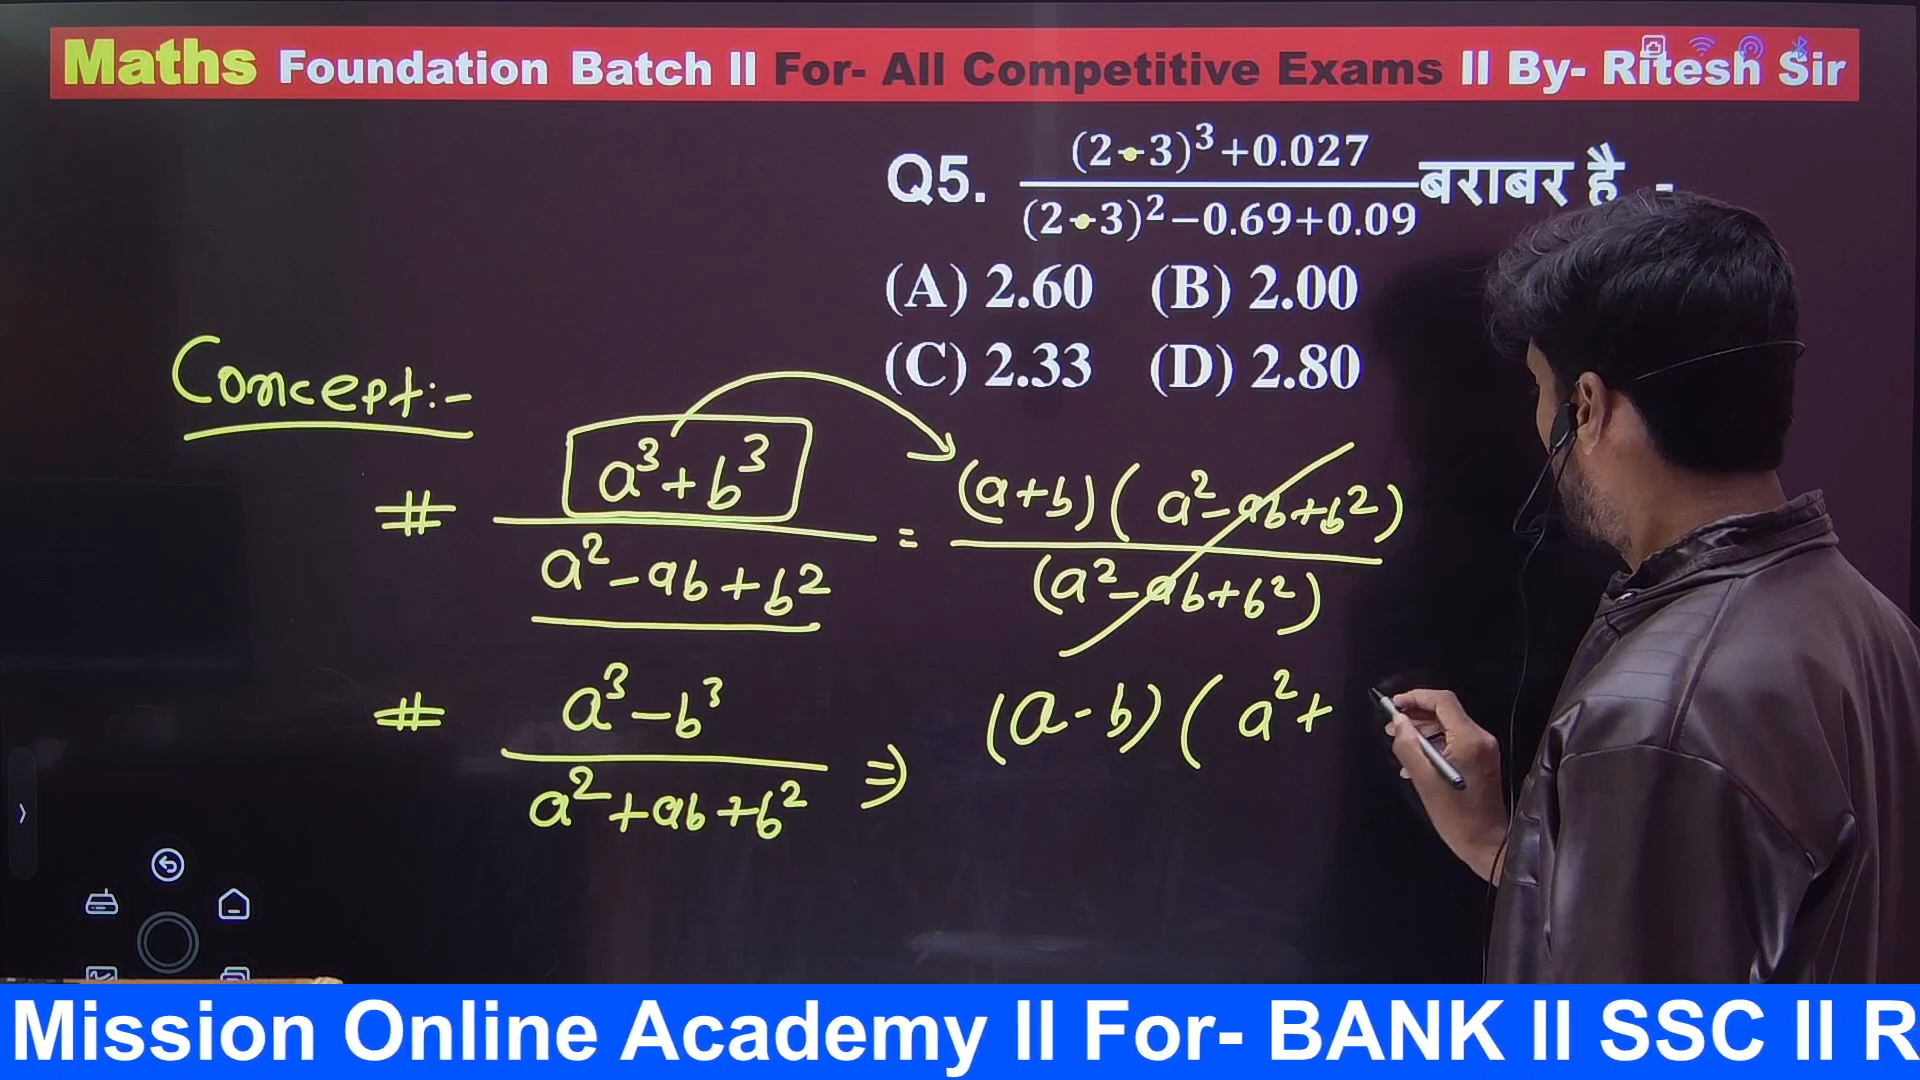 Maths Foundation Batch II For- All Competitive Exams II By- Ritesh Sir
Q5. (2.3)³+0.027 / (2.3)²−0.69+0.09 बराबर है -
(A) 2.60 (B) 2.00
(C) 2.33 (D) 2.80
Concept:-
# a³+b³ / a²-ab+b² = (a+b)(a²-ab+b²) / (a²-ab+b²)
# a³-b³ / a²+ab+b² ⇒ (a-b)(a²+
Mission Online Academy II For- BANK II SSC II R